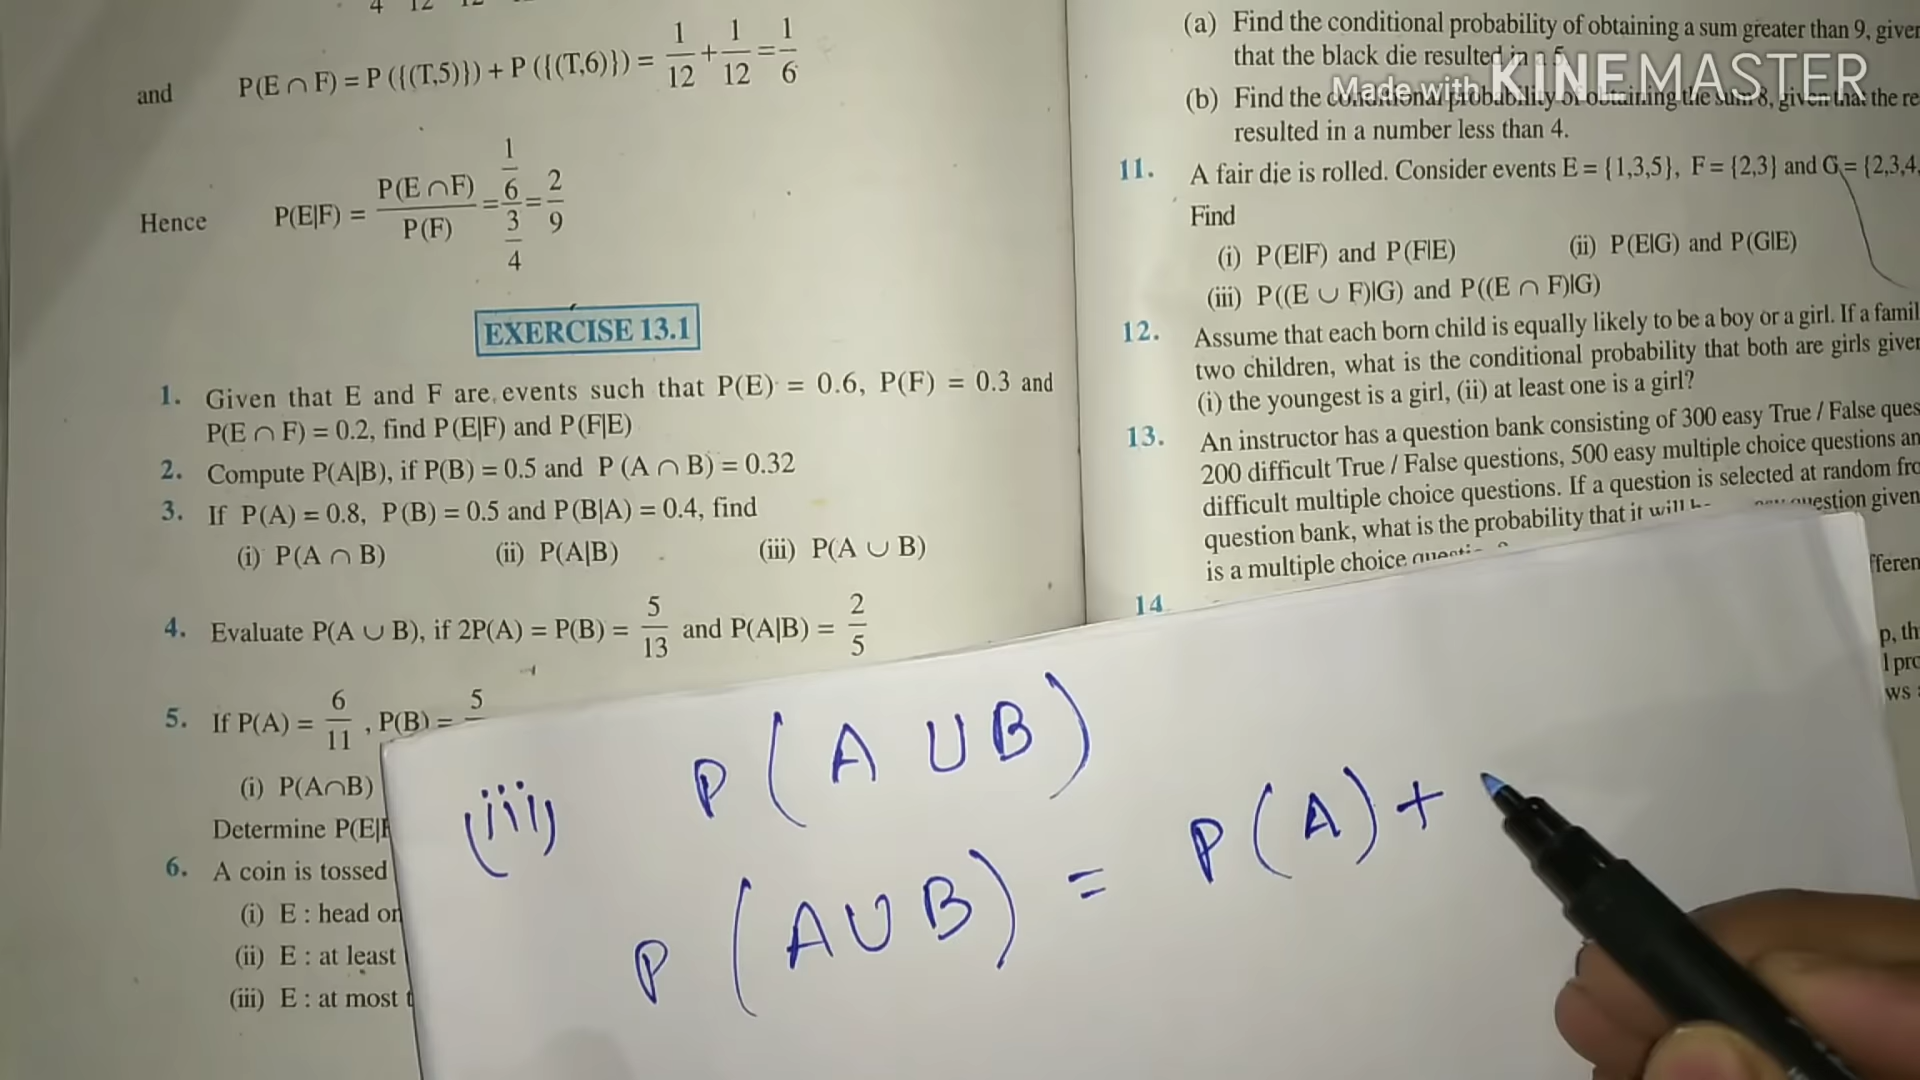 4 12 12
and P(E ∩ F) = P ({(T,5)}) + P ({(T,6)}) = 1/12 + 1/12 = 1/6
Hence P(E|F) = P(E ∩F)/P(F) = (1/6)/(3/4) = 2/9
EXERCISE 13.1
1. Given that E and F are events such that P(E) = 0.6, P(F) = 0.3 and
P(E ∩ F) = 0.2, find P(E|F) and P(F|E)
2. Compute P(A|B), if P(B) = 0.5 and P (A ∩ B) = 0.32
3. If P(A) = 0.8, P(B) = 0.5 and P(B|A) = 0.4, find
(i) P(A ∩ B) (ii) P(A|B) (iii) P(A ∪ B)
4. Evaluate P(A ∪ B), if 2P(A) = P(B) = 5/13 and P(A|B) = 2/5
5. If P(A) = 6/11 , P(B) = 5
(i) P(A∩B)
Determine P(E|
6. A coin is tossed
(i) E : head on
(ii) E : at least
(iii) E : at most
(a) Find the conditional probability of obtaining a sum greater than 9, given
that the black die resulted in a 5.
Made with KINEMASTER
(b) Find the conditional probability of obtaining the sum 8, given that the re
resulted in a number less than 4.
11. A fair die is rolled. Consider events E = {1,3,5}, F = {2,3} and G = {2,3,4,
Find
(i) P(E|F) and P(F|E) (ii) P(E|G) and P(G|E)
(iii) P((E ∪ F)|G) and P((E ∩ F)|G)
12. Assume that each born child is equally likely to be a boy or a girl. If a famil
two children, what is the conditional probability that both are girls given
(i) the youngest is a girl, (ii) at least one is a girl?
13. An instructor has a question bank consisting of 300 easy True / False ques
200 difficult True / False questions, 500 easy multiple choice questions an
difficult multiple choice questions. If a question is selected at random fro
question bank, what is the probability that it will question given
is a multiple choice
14
fferen
p, th
l pro
ws
(iii) P(A∪B)
P(A∪B) = P(A) +